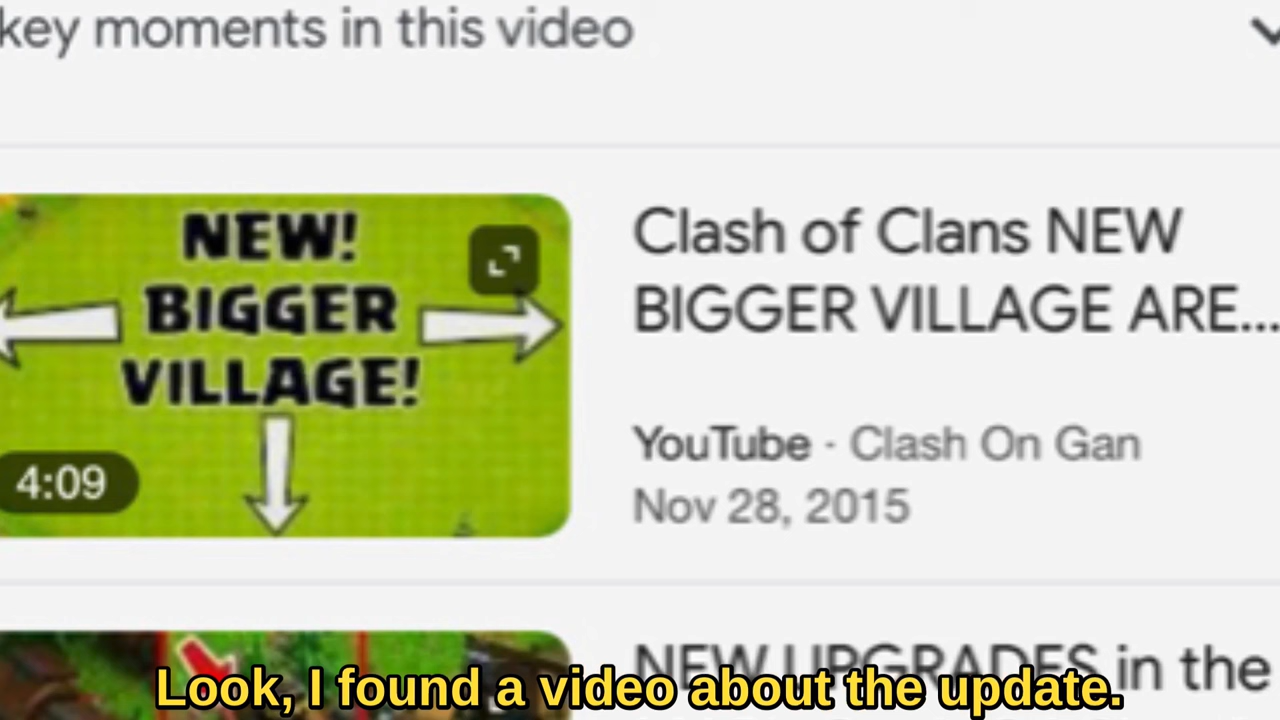 key moments in this video
NEW!
BIGGER
VILLAGE!
4:09
Clash of Clans NEW
BIGGER VILLAGE ARE...
YouTube · Clash On Gan
Nov 28, 2015
NEW UPGRADES in the
Look, I found a video about the update.